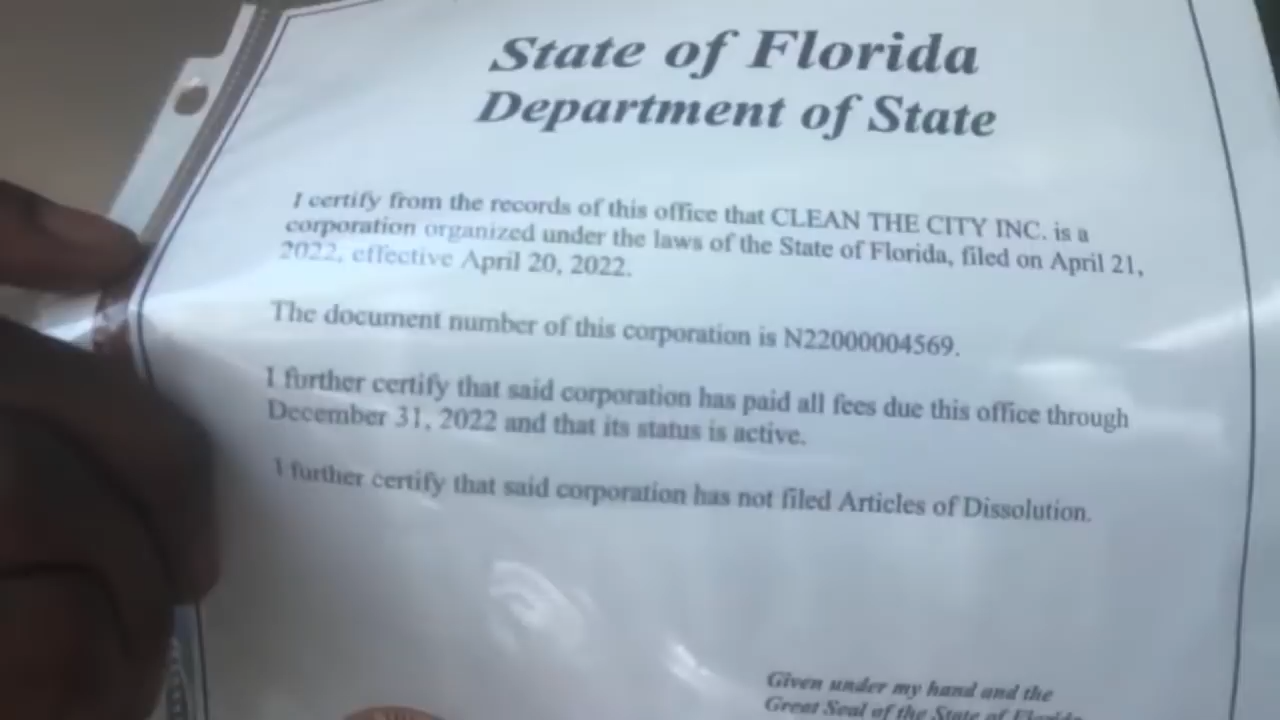 State of Florida
Department of State
I certify from the records of this office that CLEAN THE CITY INC. is a
corporation organized under the laws of the State of Florida, filed on April 21,
2022, effective April 20, 2022.
The document number of this corporation is N22000004569.
I further certify that said corporation has paid all fees due this office through
December 31, 2022 and that its status is active.
I further certify that said corporation has not filed Articles of Dissolution.
Given under my hand and the
Great Seal of the State of Florida